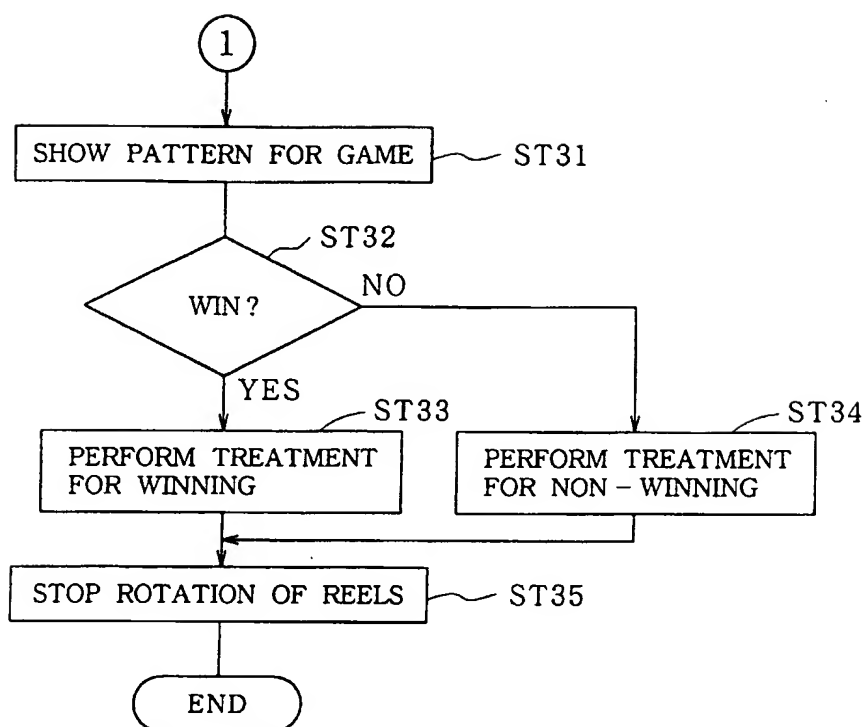 1
SHOW PATTERN FOR GAME
ST31
ST32
WIN?
NO
YES
ST33
ST34
PERFORM TREATMENT
FOR WINNING
PERFORM TREATMENT
FOR NON-WINNING
STOP ROTATION OF REELS
ST35
END